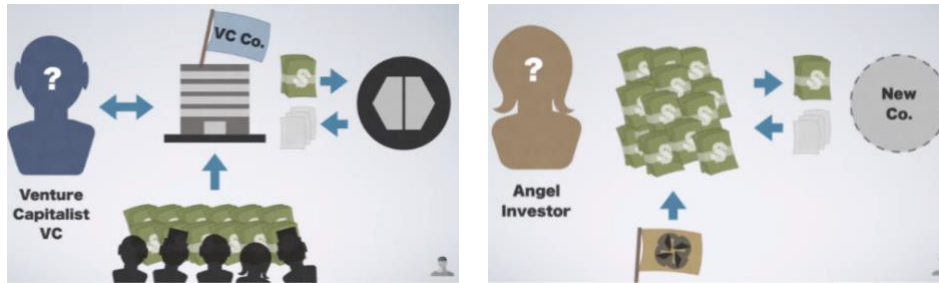 VC Co.
?
$
Venture
Capitalist
VC
$ $
?
$
$
New
Co.
Angel
Investor